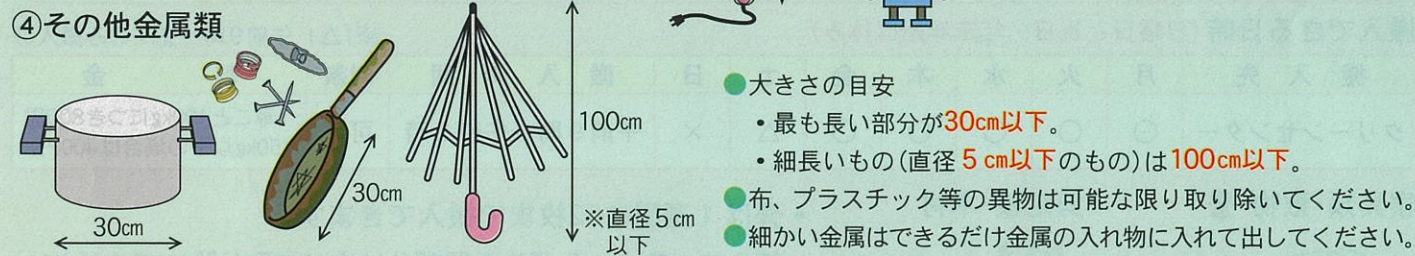 ④その他金属類
30cm
30cm
100cm
※直径5cm
以下
●大きさの目安
・最も長い部分が30cm以下。
・細長いもの(直径5cm以下のもの)は100cm以下。
●布、プラスチック等の異物は可能な限り取り除いてください。
●細かい金属はできるだけ金属の入れ物に入れて出してください。